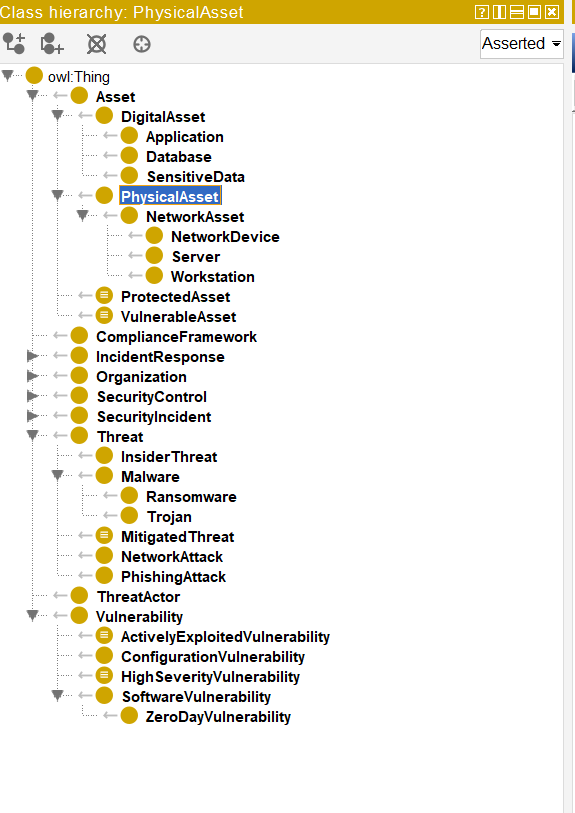 Class hierarchy: PhysicalAsset
Asserted
owl:Thing
Asset
DigitalAsset
Application
Database
SensitiveData
PhysicalAsset
NetworkAsset
NetworkDevice
Server
Workstation
ProtectedAsset
VulnerableAsset
ComplianceFramework
IncidentResponse
Organization
SecurityControl
SecurityIncident
Threat
InsiderThreat
Malware
Ransomware
Trojan
MitigatedThreat
NetworkAttack
PhishingAttack
ThreatActor
Vulnerability
ActivelyExploitedVulnerability
ConfigurationVulnerability
HighSeverityVulnerability
SoftwareVulnerability
ZeroDayVulnerability